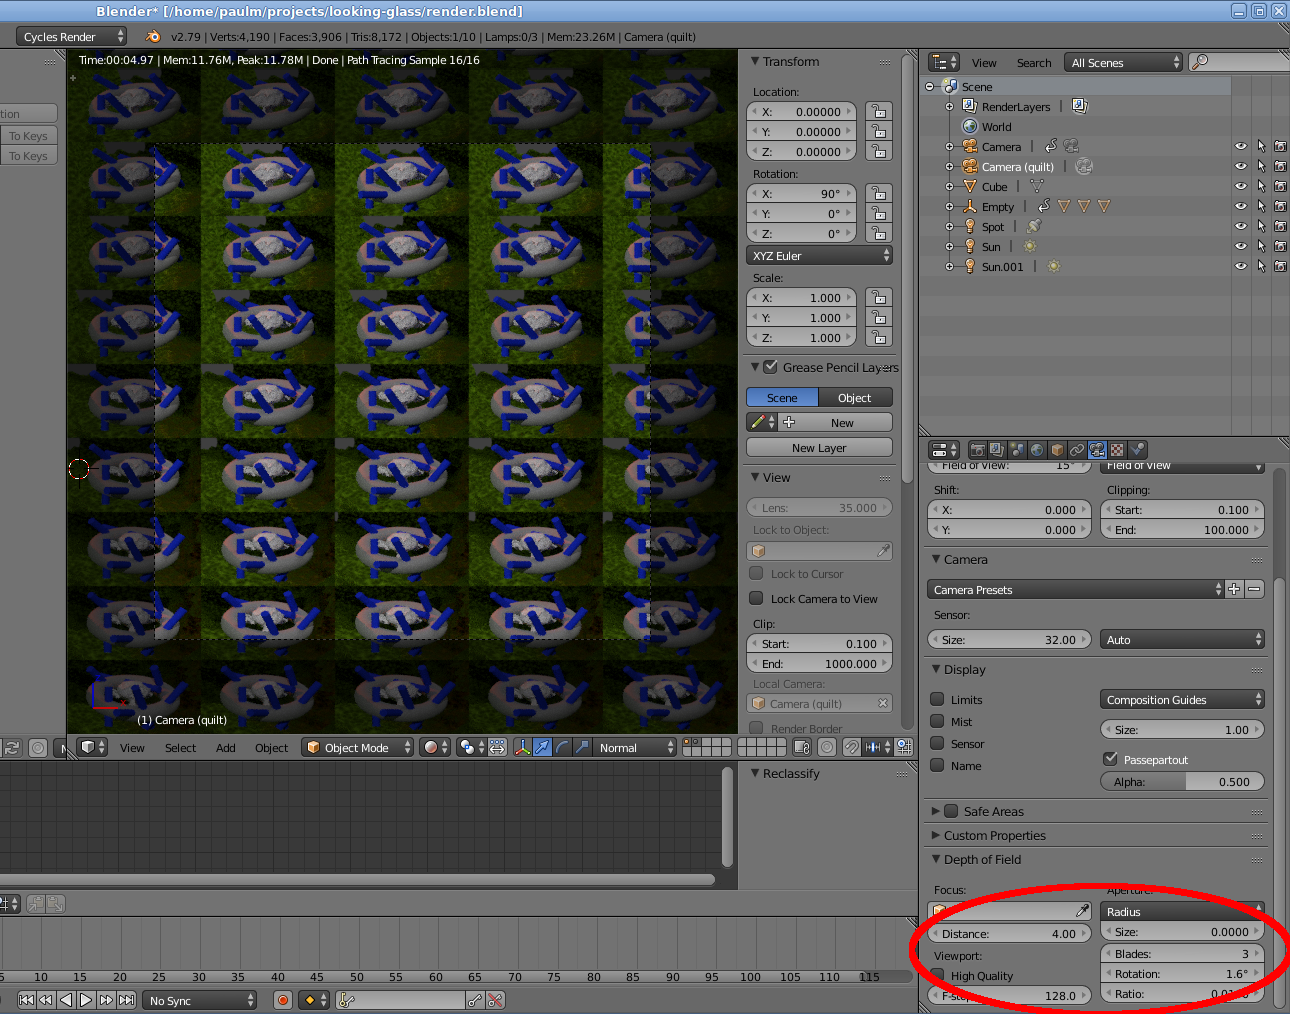 Blender* [/home/paulm/projects/looking-glass/render.blend]
Cycles Render
v2.79 | Verts:4,190 | Faces:3,906 | Tris:8,172 | Objects:1/10 | Lamps:0/3 | Mem:23.26M | Camera (quilt)
Time:00:04.97 | Mem:11.76M, Peak:11.78M | Done | Path Tracing Sample 16/16
tion
To Keys
To Keys
(1) Camera (quilt)
View Select Add Object Object Mode Normal
Transform
Location:
X: 0.00000
Y: 0.00000
Z: 0.00000
Rotation:
X: 90°
Y: 0°
Z: 0°
XYZ Euler
Scale:
X: 1.000
Y: 1.000
Z: 1.000
Grease Pencil Layers
Scene Object
New
New Layer
View
Lens: 35.000
Lock to Object:
Lock to Cursor
Lock Camera to View
Clip:
Start: 0.100
End: 1000.000
Local Camera:
Camera (quilt)
Render Border
Reclassify
View Search All Scenes
Scene
RenderLayers
World
Camera
Camera (quilt)
Cube
Empty
Spot
Sun
Sun.001
Field of View: 15°
Field of View
Shift:
X: 0.000
Y: 0.000
Clipping:
Start: 0.100
End: 100.000
Camera
Camera Presets
Sensor:
Size: 32.00
Auto
Display
Limits
Mist
Sensor
Name
Composition Guides
Size: 1.00
Passepartout
Alpha: 0.500
Safe Areas
Custom Properties
Depth of Field
Focus:
Distance: 4.00
Viewport:
High Quality
128.0
Aperture:
Radius
Size: 0.0000
Blades: 3
Rotation: 1.6°
Ratio:
5 10 15 20 25 30 35 40 45 50 55 60 65 70 75 80 85 90 95 100 105 110 115
No Sync